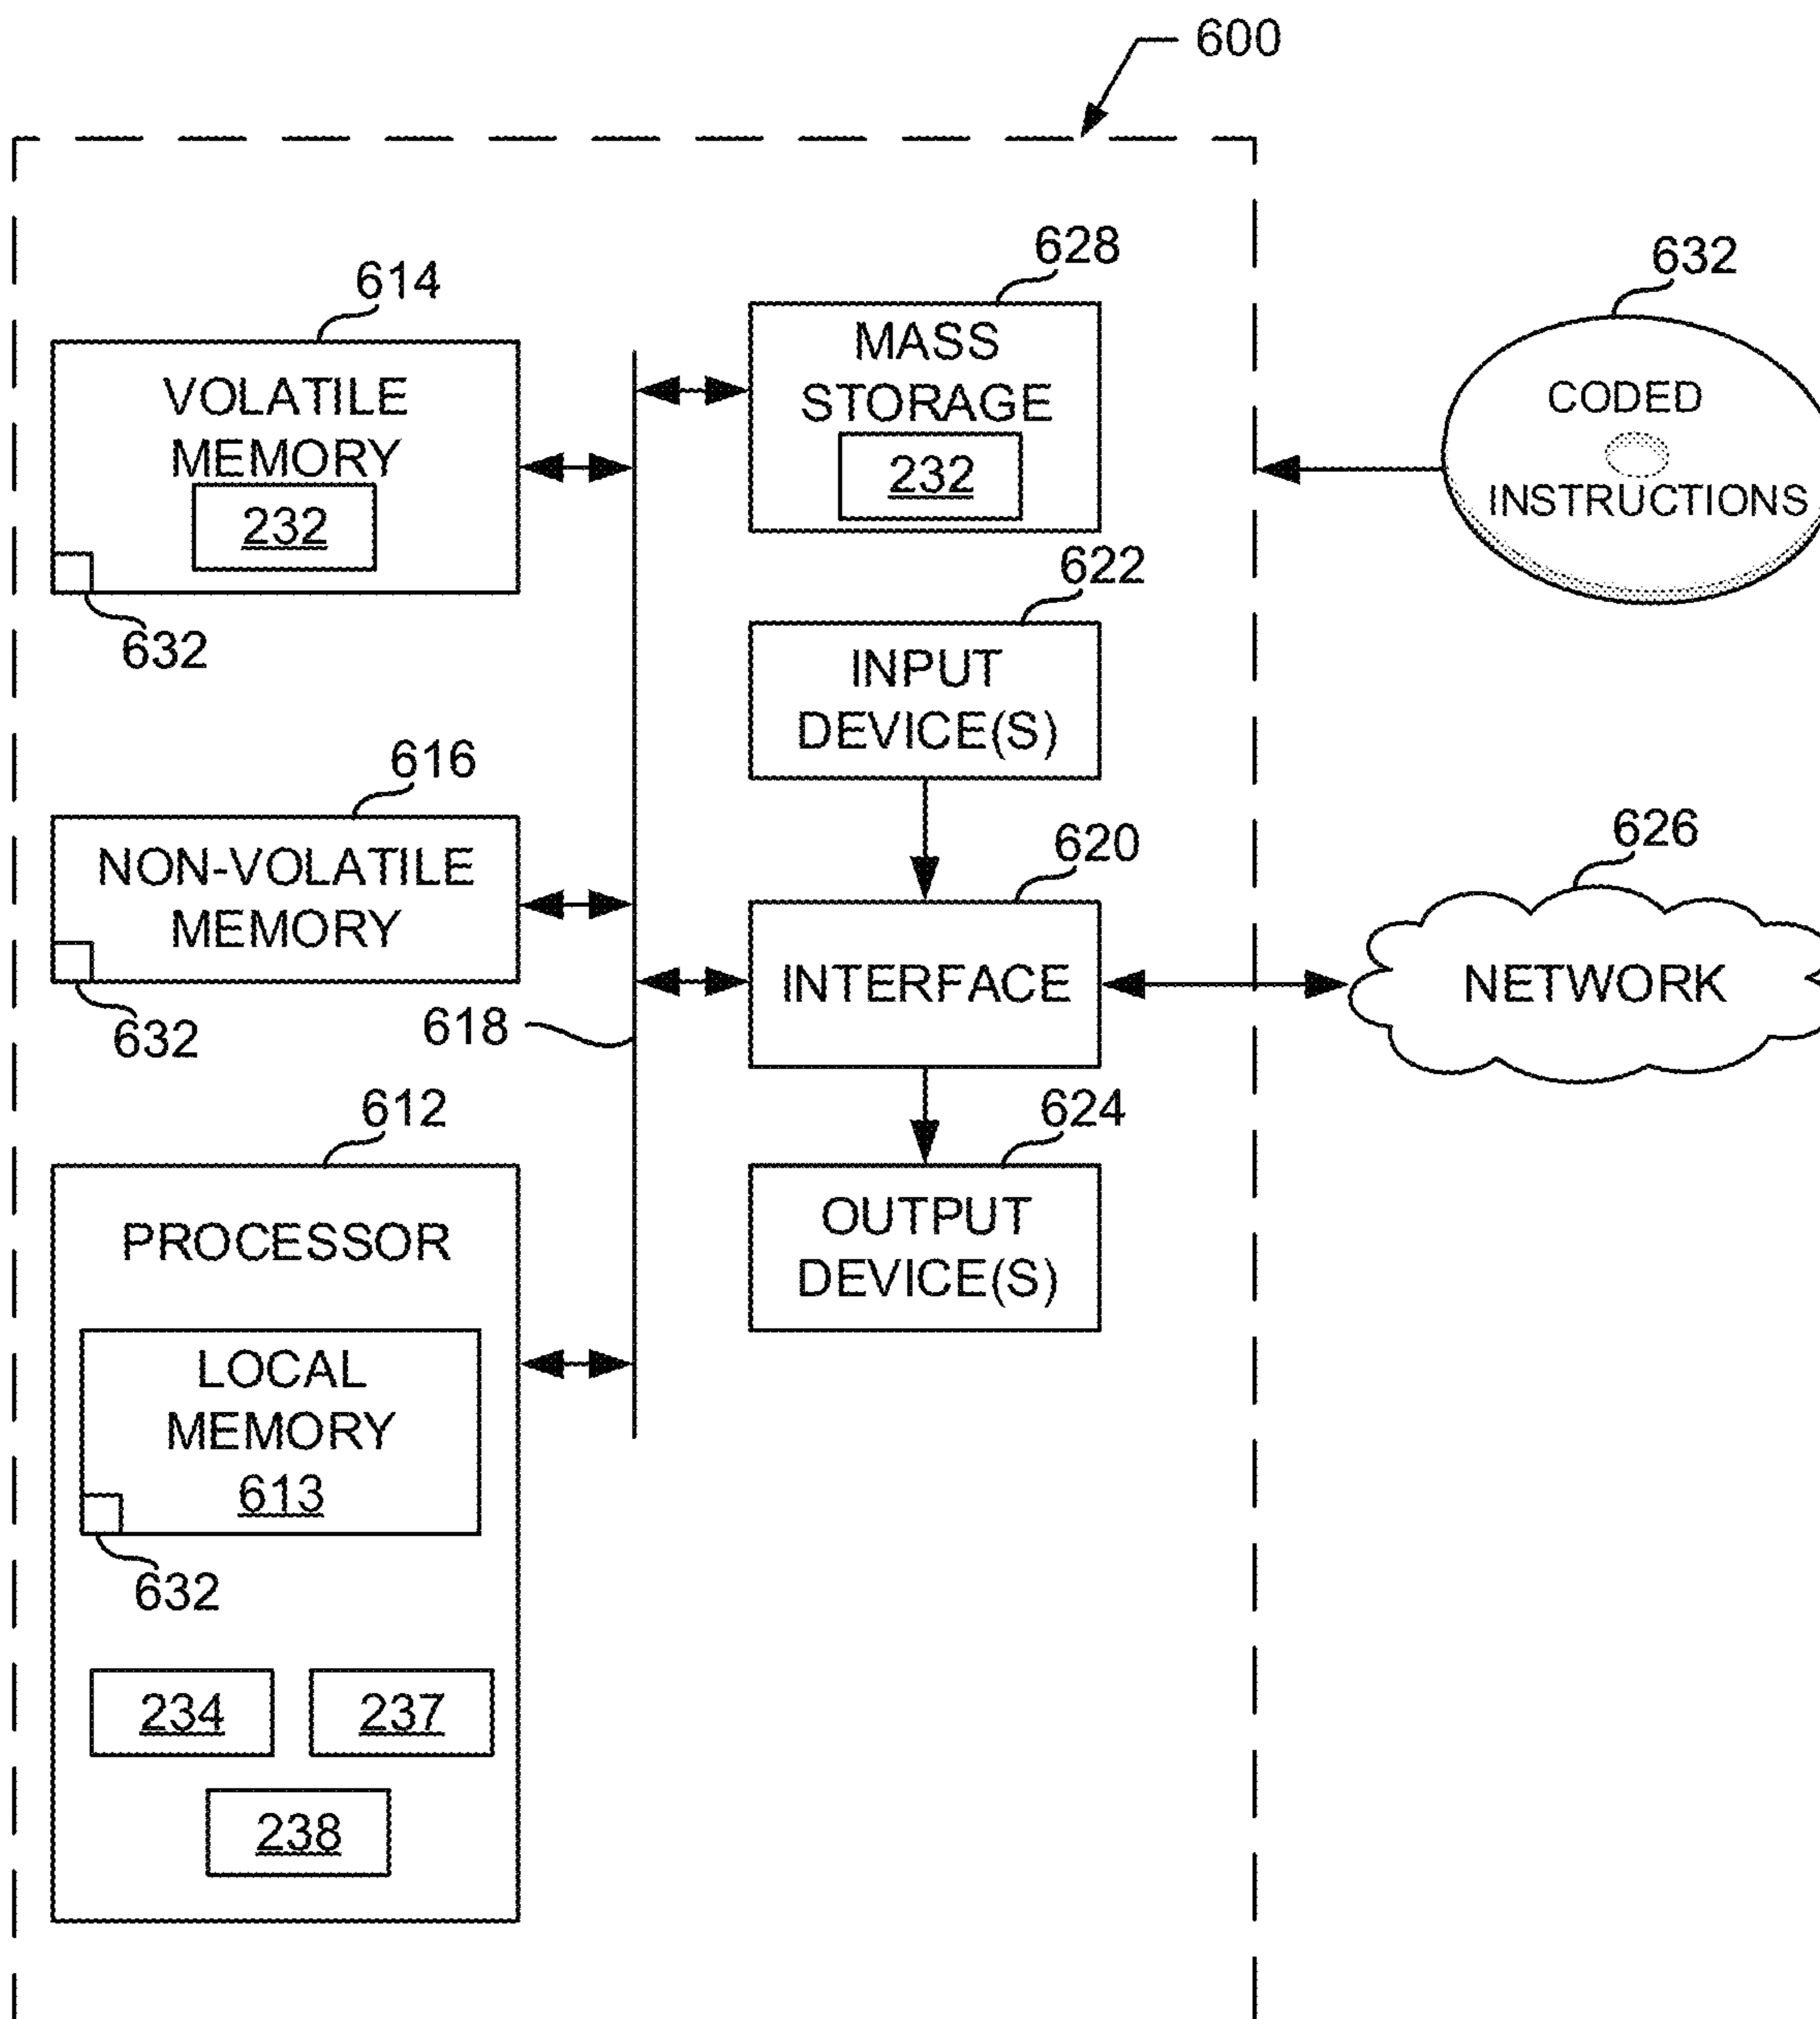 600
614
VOLATILE
MEMORY
232
632
628
MASS
STORAGE
232
632
CODED
INSTRUCTIONS
622
INPUT
DEVICE(S)
616
NON-VOLATILE
MEMORY
632
618
620
INTERFACE
626
NETWORK
612
PROCESSOR
LOCAL
MEMORY
613
632
234
237
238
624
OUTPUT
DEVICE(S)